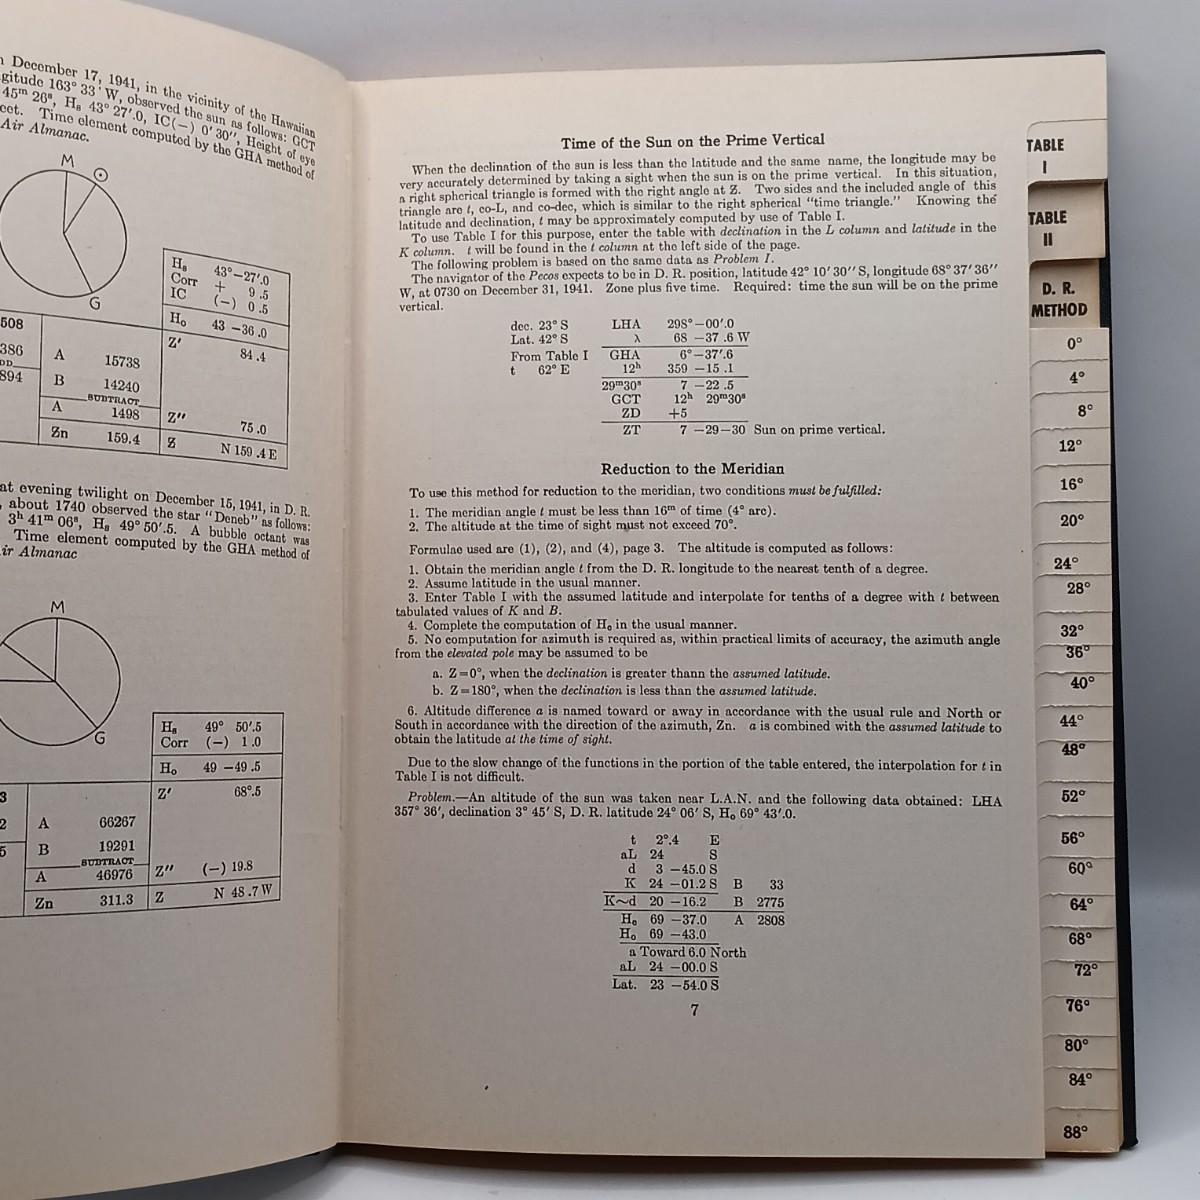 December 17, 1941, in the vicinity of the Hawaiian
gitude 163° 33′ W, observed the sun as follows: GCT
45ᵐ 26ˢ, Hₛ 43° 27′.0, IC(−) 0′ 30″, Height of eye
Time element computed by the GHA method of
Air Almanac.
M
G
Hₛ 43°−27′.0
Corr + 9.5
IC (−) 0.5
Hₒ 43 −36.0
508
386
894
A 15738
B 14240
SUBTRACT
A 1498
Zn 159.4
Z′ 84.4
Z″ 75.0
Z N 159.4 E
at evening twilight on December 15, 1941, in D. R.
about 1740 observed the star "Deneb" as follows:
3ʰ 41ᵐ 06ˢ, Hₛ 49° 50′.5. A bubble octant was
Time element computed by the GHA method of
ir Almanac
M
G
Hₛ 49° 50′.5
Corr (−) 1.0
Hₒ 49 −49.5
3
2
5
A 66267
B 19291
SUBTRACT
A 46976
Zn 311.3
Z′ 68°.5
Z″ (−) 19.8
Z N 48.7 W
Time of the Sun on the Prime Vertical
When the declination of the sun is less than the latitude and the same name, the longitude may be
very accurately determined by taking a sight when the sun is on the prime vertical. In this situation,
a right spherical triangle is formed with the right angle at Z. Two sides and the included angle of this
triangle are t, co-L, and co-dec, which is similar to the right spherical "time triangle." Knowing the
latitude and declination, t may be approximately computed by use of Table I.
To use Table I for this purpose, enter the table with declination in the L column and latitude in the
K column. t will be found in the t column at the left side of the page.
The following problem is based on the same data as Problem I.
The navigator of the Pecos expects to be in D. R. position, latitude 42° 10′ 30″ S, longitude 68° 37′ 36″
W, at 0730 on December 31, 1941. Zone plus five time. Required: time the sun will be on the prime
vertical.
dec. 23° S LHA 298°−00′.0
Lat. 42° S λ 68 −37 .6 W
From Table I GHA 6°−37′.6
t 62° E 12ʰ 359 −15 .1
29ᵐ30ˢ 7 −22 .5
GCT 12ʰ 29ᵐ30ˢ
ZD +5
ZT 7 −29−30 Sun on prime vertical.
Reduction to the Meridian
To use this method for reduction to the meridian, two conditions must be fulfilled:
1. The meridian angle t must be less than 16ᵐ of time (4° arc).
2. The altitude at the time of sight must not exceed 70°.
Formulae used are (1), (2), and (4), page 3. The altitude is computed as follows:
1. Obtain the meridian angle t from the D. R. longitude to the nearest tenth of a degree.
2. Assume latitude in the usual manner.
3. Enter Table I with the assumed latitude and interpolate for tenths of a degree with t between
tabulated values of K and B.
4. Complete the computation of Hₒ in the usual manner.
5. No computation for azimuth is required as, within practical limits of accuracy, the azimuth angle
from the elevated pole may be assumed to be
a. Z=0°, when the declination is greater thann the assumed latitude.
b. Z=180°, when the declination is less than the assumed latitude.
6. Altitude difference a is named toward or away in accordance with the usual rule and North or
South in accordance with the direction of the azimuth, Zn. a is combined with the assumed latitude to
obtain the latitude at the time of sight.
Due to the slow change of the functions in the portion of the table entered, the interpolation for t in
Table I is not difficult.
Problem.—An altitude of the sun was taken near L.A.N. and the following data obtained: LHA
357° 36′, declination 3° 45′ S, D. R. latitude 24° 06′ S, Hₒ 69° 43′.0.
t 2°.4 E
aL 24 S
d 3 −45.0 S
K 24 −01.2 S B 33
K~d 20 −16.2 B 2775
H꜀ 69 −37.0 A 2808
Hₒ 69 −43.0
a Toward 6.0 North
aL 24 −00.0 S
Lat. 23 −54.0 S
7
TABLE
I
TABLE
II
D. R.
METHOD
0°
4°
8°
12°
16°
20°
24°
28°
32°
36°
40°
44°
48°
52°
56°
60°
64°
68°
72°
76°
80°
84°
88°